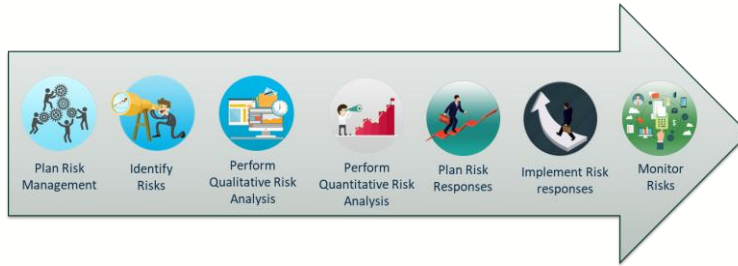 Plan Risk
Management
Identify
Risks
Perform
Qualitative Risk
Analysis
Perform
Quantitative Risk
Analysis
Plan Risk
Responses
Implement Risk
responses
Monitor
Risks